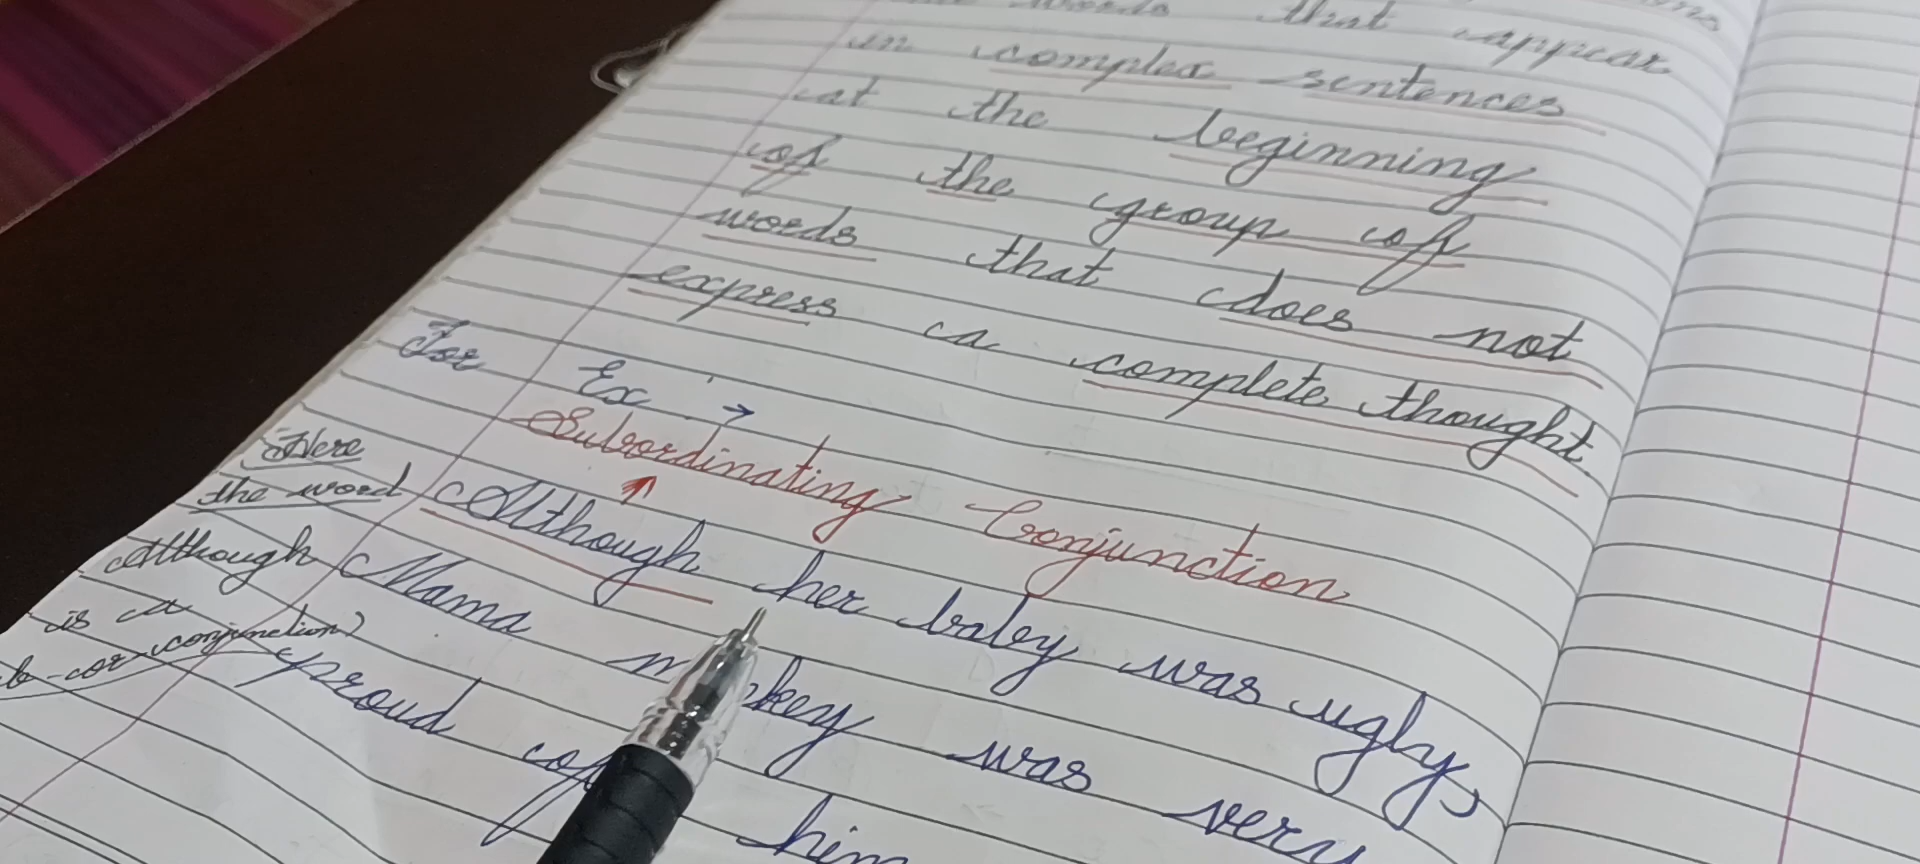 words that appear
in complex sentences
at the beginning
of the group of
words that does not
express a complete thought.
For Ex :→
Subordinating Conjunction
Although her baby was ugly,
Mama key was very
proud of him
Here
the word
Although
is a
conjunction)